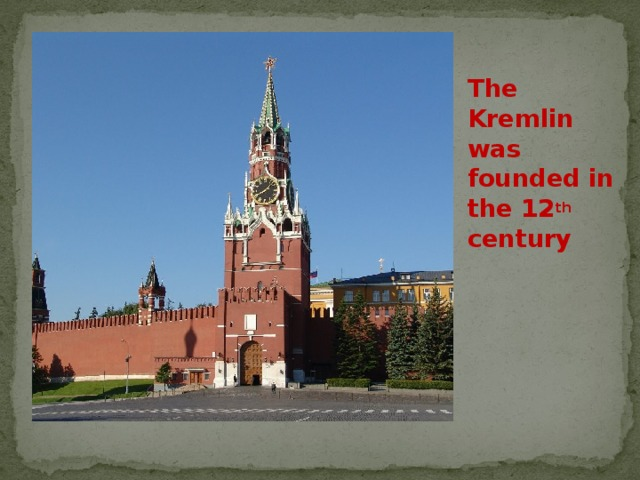 The
Kremlin
was
founded in
the 12th
century